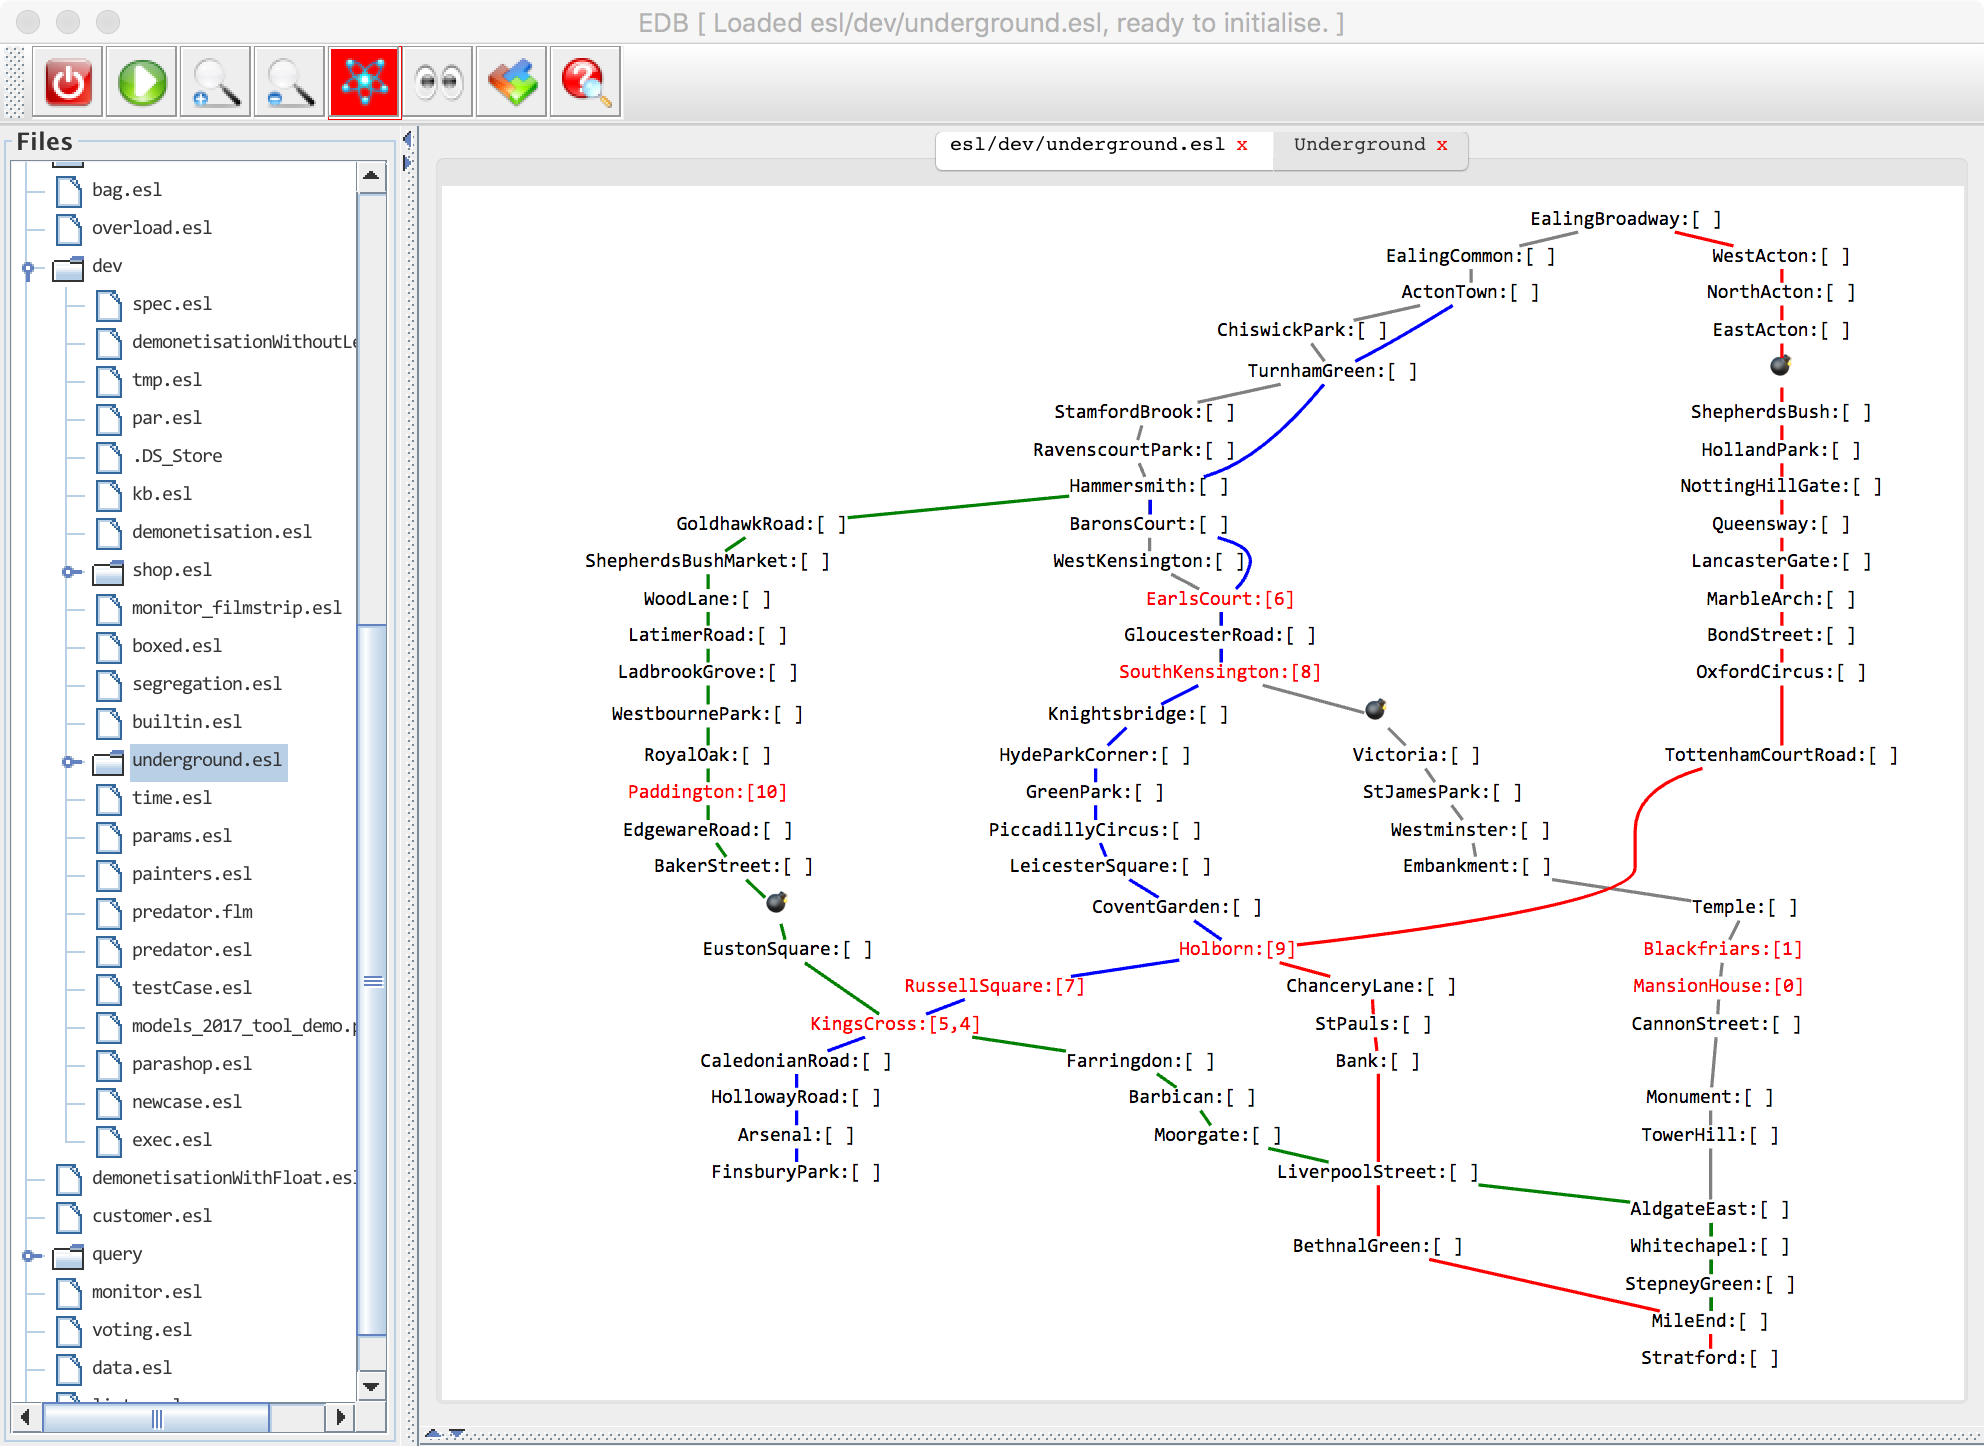 EDB [ Loaded esl/dev/underground.esl, ready to initialise. ]
Files
bag.esl
overload.esl
dev
spec.esl
demonetisationWithoutLe
tmp.esl
par.esl
.DS_Store
kb.esl
demonetisation.esl
shop.esl
monitor_filmstrip.esl
boxed.esl
segregation.esl
builtin.esl
underground.esl
time.esl
params.esl
painters.esl
predator.flm
predator.esl
testCase.esl
models_2017_tool_demo.p
parashop.esl
newcase.esl
exec.esl
demonetisationWithFloat.esl
customer.esl
query
monitor.esl
voting.esl
data.esl
esl/dev/underground.esl x Underground x
EalingBroadway:[ ]
EalingCommon:[ ] WestActon:[ ]
ActonTown:[ ] NorthActon:[ ]
ChiswickPark:[ ] EastActon:[ ]
TurnhamGreen:[ ]
StamfordBrook:[ ] ShepherdsBush:[ ]
RavenscourtPark:[ ] HollandPark:[ ]
Hammersmith:[ ] NottingHillGate:[ ]
GoldhawkRoad:[ ] BaronsCourt:[ ] Queensway:[ ]
ShepherdsBushMarket:[ ] WestKensington:[ ] LancasterGate:[ ]
WoodLane:[ ] EarlsCourt:[6] MarbleArch:[ ]
LatimerRoad:[ ] GloucesterRoad:[ ] BondStreet:[ ]
LadbrookGrove:[ ] SouthKensington:[8] OxfordCircus:[ ]
WestbournePark:[ ] Knightsbridge:[ ]
RoyalOak:[ ] HydeParkCorner:[ ] Victoria:[ ] TottenhamCourtRoad:[ ]
Paddington:[10] GreenPark:[ ] StJamesPark:[ ]
EdgewareRoad:[ ] PiccadillyCircus:[ ] Westminster:[ ]
BakerStreet:[ ] LeicesterSquare:[ ] Embankment:[ ]
CoventGarden:[ ] Temple:[ ]
EustonSquare:[ ] Holborn:[9] Blackfriars:[1]
RussellSquare:[7] ChanceryLane:[ ] MansionHouse:[0]
KingsCross:[5,4] StPauls:[ ] CannonStreet:[ ]
CaledonianRoad:[ ] Farringdon:[ ] Bank:[ ]
HollowayRoad:[ ] Barbican:[ ] Monument:[ ]
Arsenal:[ ] Moorgate:[ ] TowerHill:[ ]
FinsburyPark:[ ] LiverpoolStreet:[ ]
AldgateEast:[ ]
BethnalGreen:[ ] Whitechapel:[ ]
StepneyGreen:[ ]
MileEnd:[ ]
Stratford:[ ]